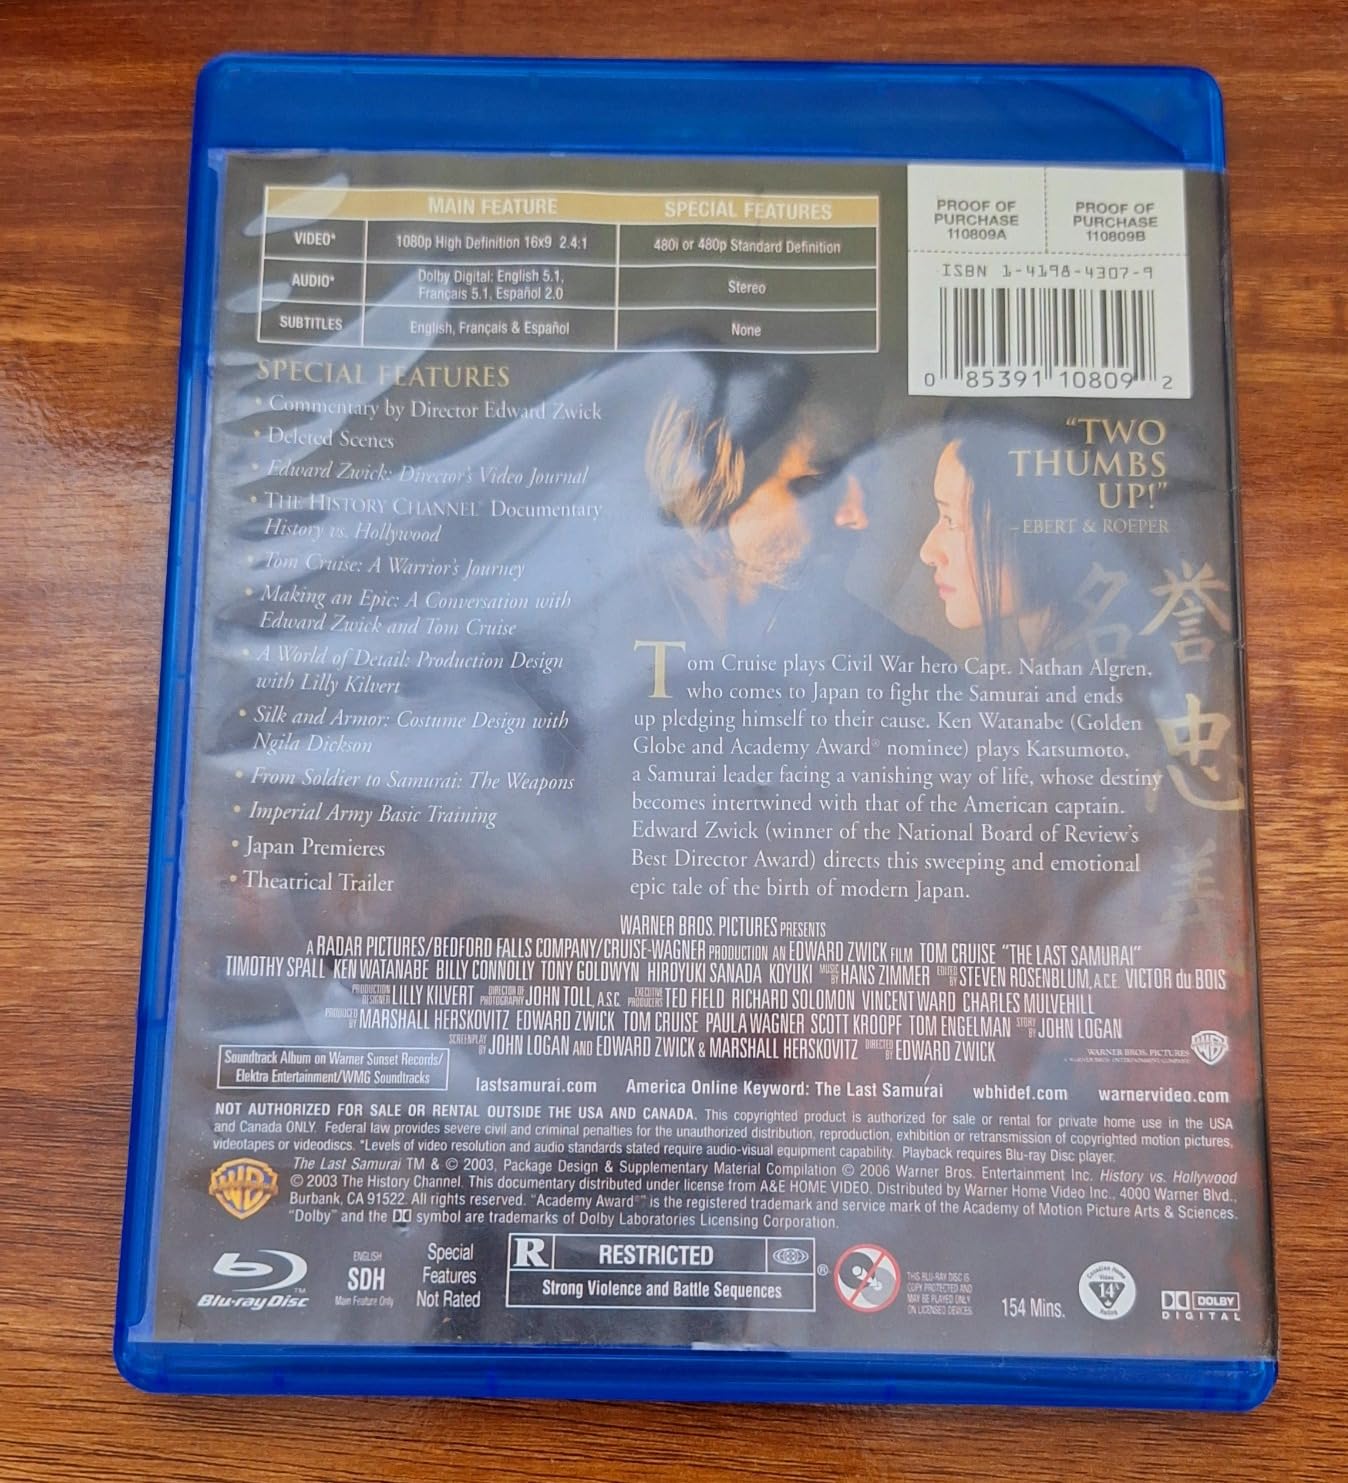 MAIN FEATURE SPECIAL FEATURES
VIDEO* 1080p High Definition 16x9 2.4:1 480i or 480p Standard Definition
AUDIO* Dolby Digital: English 5.1, Français 5.1, Español 2.0 Stereo
SUBTITLES English, Français & Español None
PROOF OF PURCHASE 110809A
PROOF OF PURCHASE 110809B
ISBN 1-4198-4307-9
0 85391 10809 2
SPECIAL FEATURES
• Commentary by Director Edward Zwick
• Deleted Scenes
• Edward Zwick: Director's Video Journal
• THE HISTORY CHANNEL® Documentary
History vs. Hollywood
• Tom Cruise: A Warrior's Journey
• Making an Epic: A Conversation with
Edward Zwick and Tom Cruise
• A World of Detail: Production Design
with Lilly Kilvert
• Silk and Armor: Costume Design with
Ngila Dickson
• From Soldier to Samurai: The Weapons
• Imperial Army Basic Training
• Japan Premieres
• Theatrical Trailer
"TWO
THUMBS
UP!"
–EBERT & ROEPER
名
誉
忠
義
Tom Cruise plays Civil War hero Capt. Nathan Algren,
who comes to Japan to fight the Samurai and ends
up pledging himself to their cause. Ken Watanabe (Golden
Globe and Academy Award® nominee) plays Katsumoto,
a Samurai leader facing a vanishing way of life, whose destiny
becomes intertwined with that of the American captain.
Edward Zwick (winner of the National Board of Review's
Best Director Award) directs this sweeping and emotional
epic tale of the birth of modern Japan.
WARNER BROS. PICTURES PRESENTS
A RADAR PICTURES/BEDFORD FALLS COMPANY/CRUISE-WAGNER PRODUCTION AN EDWARD ZWICK FILM TOM CRUISE "THE LAST SAMURAI"
TIMOTHY SPALL KEN WATANABE BILLY CONNOLLY TONY GOLDWYN HIROYUKI SANADA KOYUKI MUSIC BY HANS ZIMMER EDITED BY STEVEN ROSENBLUM, A.C.E. VICTOR du BOIS
PRODUCTION DESIGNER LILLY KILVERT DIRECTOR OF PHOTOGRAPHY JOHN TOLL, A.S.C. EXECUTIVE PRODUCERS TED FIELD RICHARD SOLOMON VINCENT WARD CHARLES MULVEHILL
PRODUCED BY MARSHALL HERSKOVITZ EDWARD ZWICK TOM CRUISE PAULA WAGNER SCOTT KROOPF TOM ENGELMAN STORY BY JOHN LOGAN
SCREENPLAY BY JOHN LOGAN AND EDWARD ZWICK & MARSHALL HERSKOVITZ DIRECTED BY EDWARD ZWICK
WARNER BROS. PICTURES
Soundtrack Album on Warner Sunset Records/
Elektra Entertainment/WMG Soundtracks
lastsamurai.com America Online Keyword: The Last Samurai wbhidef.com warnervideo.com
NOT AUTHORIZED FOR SALE OR RENTAL OUTSIDE THE USA AND CANADA. This copyrighted product is authorized for sale or rental for private home use in the USA
and Canada ONLY. Federal law provides severe civil and criminal penalties for the unauthorized distribution, reproduction, exhibition or retransmission of copyrighted motion pictures,
videotapes or videodiscs. *Levels of video resolution and audio standards stated require audio-visual equipment capability. Playback requires Blu-ray Disc player.
The Last Samurai TM & © 2003, Package Design & Supplementary Material Compilation © 2006 Warner Bros. Entertainment Inc. History vs. Hollywood
© 2003 The History Channel. This documentary distributed under license from A&E HOME VIDEO. Distributed by Warner Home Video Inc., 4000 Warner Blvd.,
Burbank, CA 91522. All rights reserved. "Academy Award®" is the registered trademark and service mark of the Academy of Motion Picture Arts & Sciences.
"Dolby" and the DD symbol are trademarks of Dolby Laboratories Licensing Corporation.
WB
Blu-ray Disc™
ENGLISH
SDH
Main Feature Only
Special
Features
Not Rated
R RESTRICTED ®
Strong Violence and Battle Sequences
THIS BLU-RAY DISC IS
COPY PROTECTED AND
MAY BE PLAYED ONLY
ON LICENSED DEVICES.
154 Mins.
Canadian Home Video Rating 14
DOLBY
DIGITAL